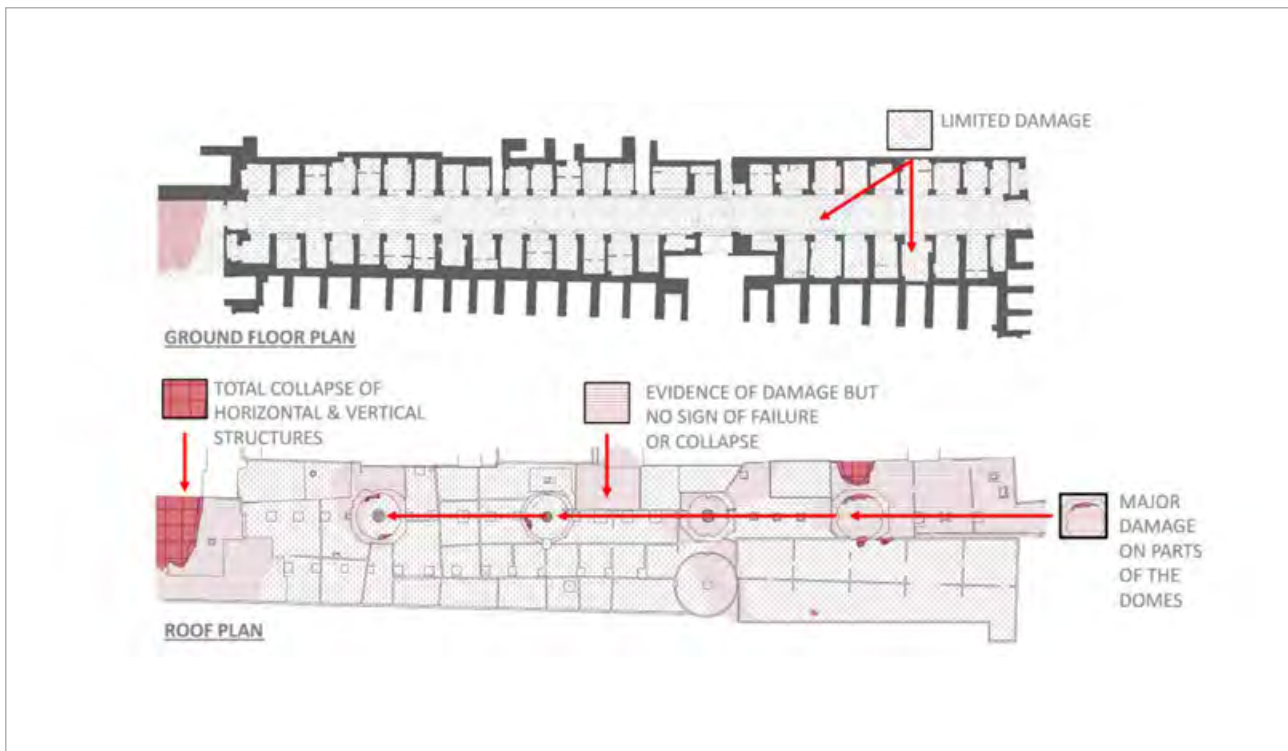 LIMITED DAMAGE
GROUND FLOOR PLAN
TOTAL COLLAPSE OF
HORIZONTAL & VERTICAL
STRUCTURES
EVIDENCE OF DAMAGE BUT
NO SIGN OF FAILURE
OR COLLAPSE
MAJOR
DAMAGE
ON PARTS
OF THE
DOMES
ROOF PLAN